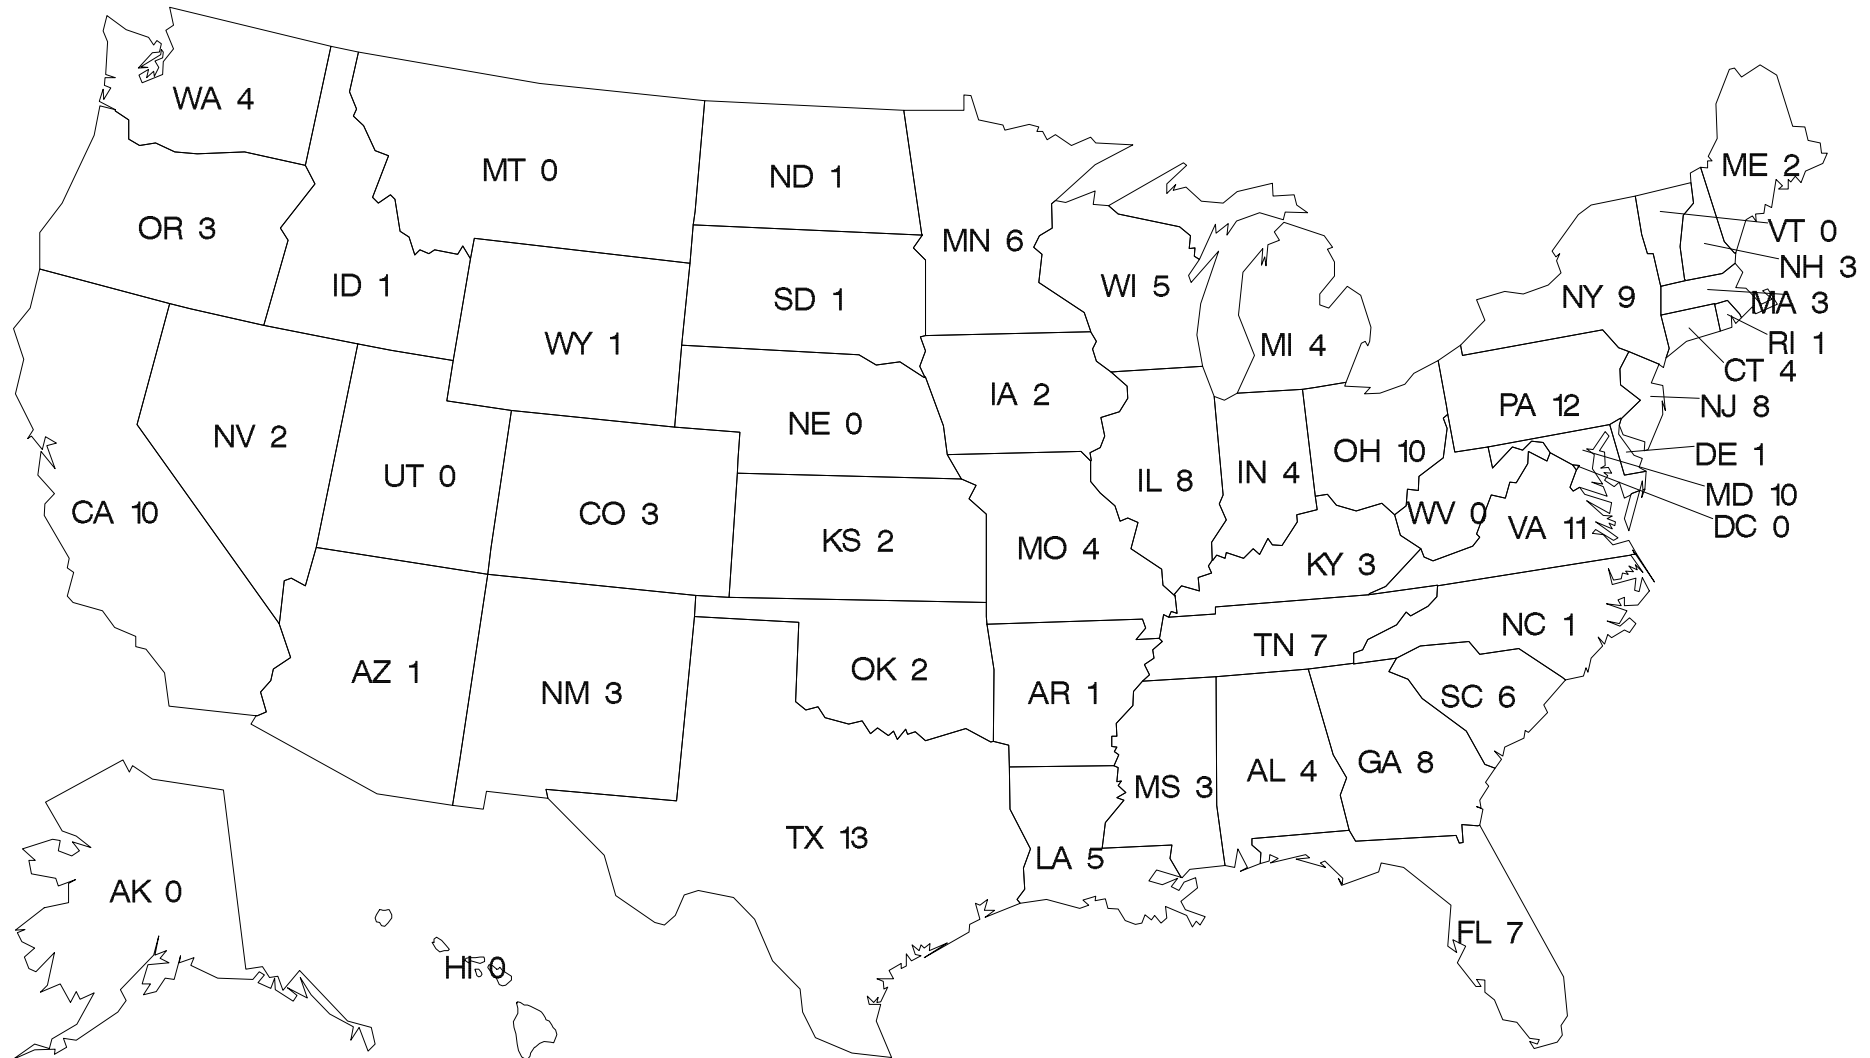 WA 4
MT 0
ND 1
ME 2
OR 3
MN 6
VT 0
NH 3
ID 1
SD 1
WI 5
NY 9
MA 3
WY 1
MI 4
RI 1
CT 4
IA 2
PA 12
NJ 8
NV 2
NE 0
OH 10
DE 1
UT 0
IL 8
IN 4
MD 10
CA 10
CO 3
WV 0
VA 11
DC 0
KS 2
MO 4
KY 3
NC 1
TN 7
AZ 1
OK 2
NM 3
AR 1
SC 6
GA 8
AL 4
MS 3
TX 13
LA 5
AK 0
FL 7
HI 0